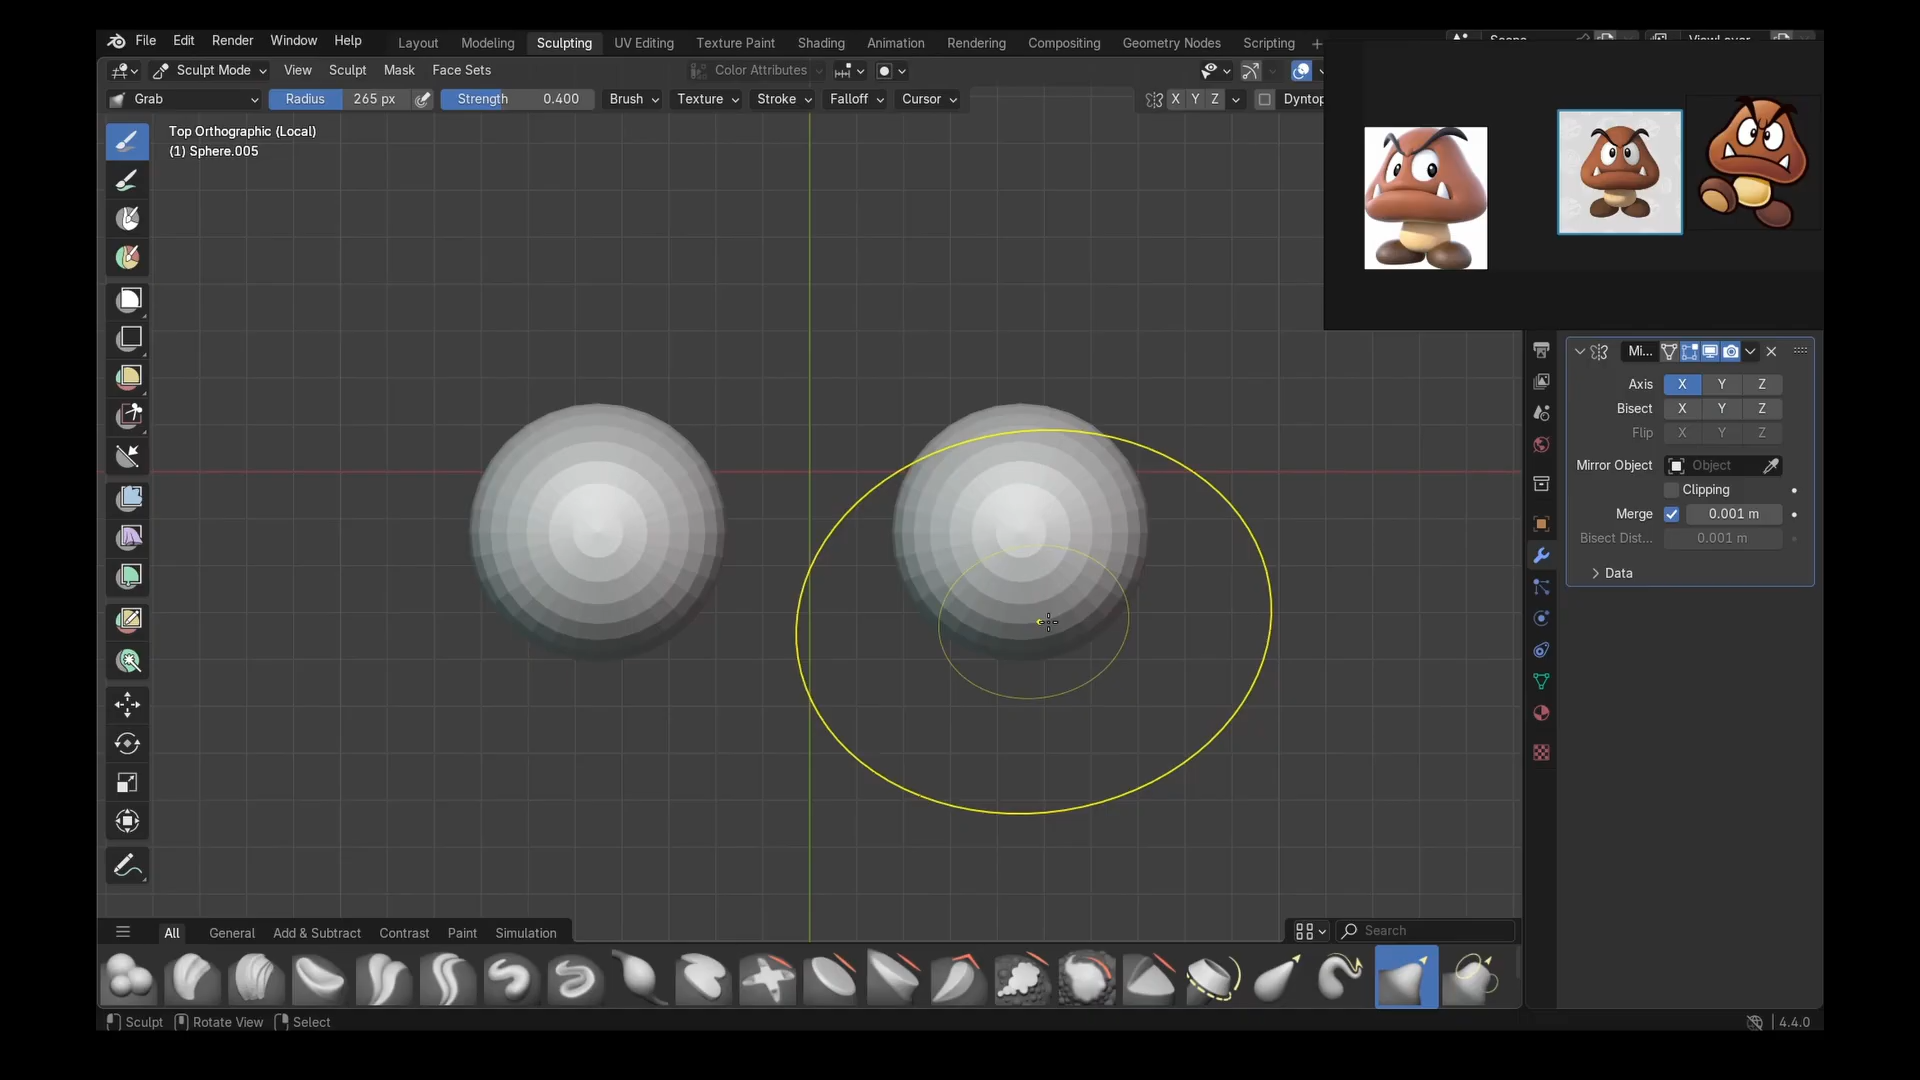 File Edit Render Window Help Layout Modeling Sculpting UV Editing Texture Paint Shading Animation Rendering Compositing Geometry Nodes Scripting +
Sculpt Mode View Sculpt Mask Face Sets Color Attributes
Grab Radius 265 px Strength 0.400 Brush Texture Stroke Falloff Cursor X Y Z Dyntop
Top Orthographic (Local)
(1) Sphere.005
Mi...
Axis X Y Z
Bisect X Y Z
Flip X Y Z
Mirror Object Object
Clipping
Merge 0.001 m
Bisect Dist... 0.001 m
Data
All General Add & Subtract Contrast Paint Simulation Search
Sculpt Rotate View Select 4.4.0